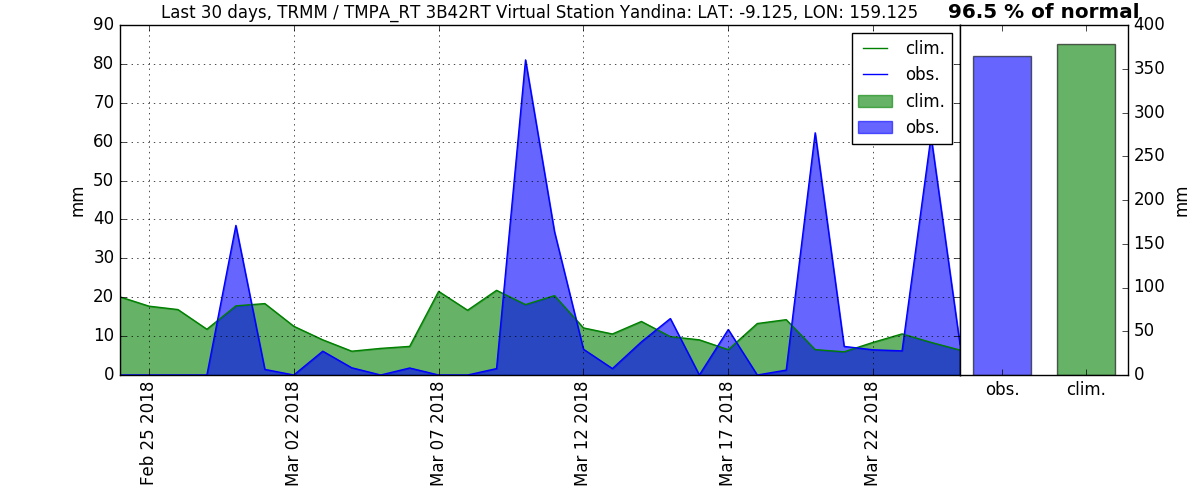 Last 30 days, TRMM / TMPA_RT 3B42RT Virtual Station Yandina: LAT: -9.125, LON: 159.125
96.5 % of normal
90
80
70
60
50
40
30
20
10
0
mm
clim.
obs.
clim.
obs.
Feb 25 2018
Mar 02 2018
Mar 07 2018
Mar 12 2018
Mar 17 2018
Mar 22 2018
400
350
300
250
200
150
100
50
0
mm
obs.
clim.